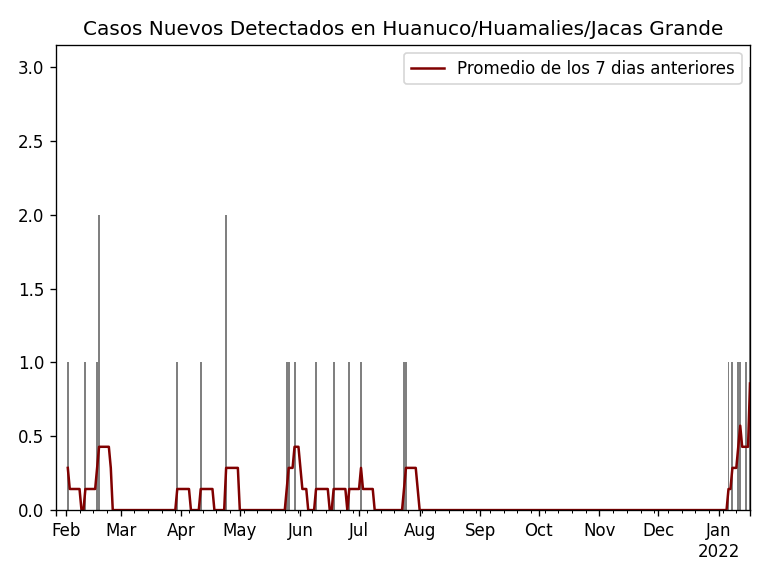 Casos Nuevos Detectados en Huanuco/Huamalies/Jacas Grande
Promedio de los 7 dias anteriores
3.0
2.5
2.0
1.5
1.0
0.5
0.0
Feb Mar Apr May Jun Jul Aug Sep Oct Nov Dec Jan
2022